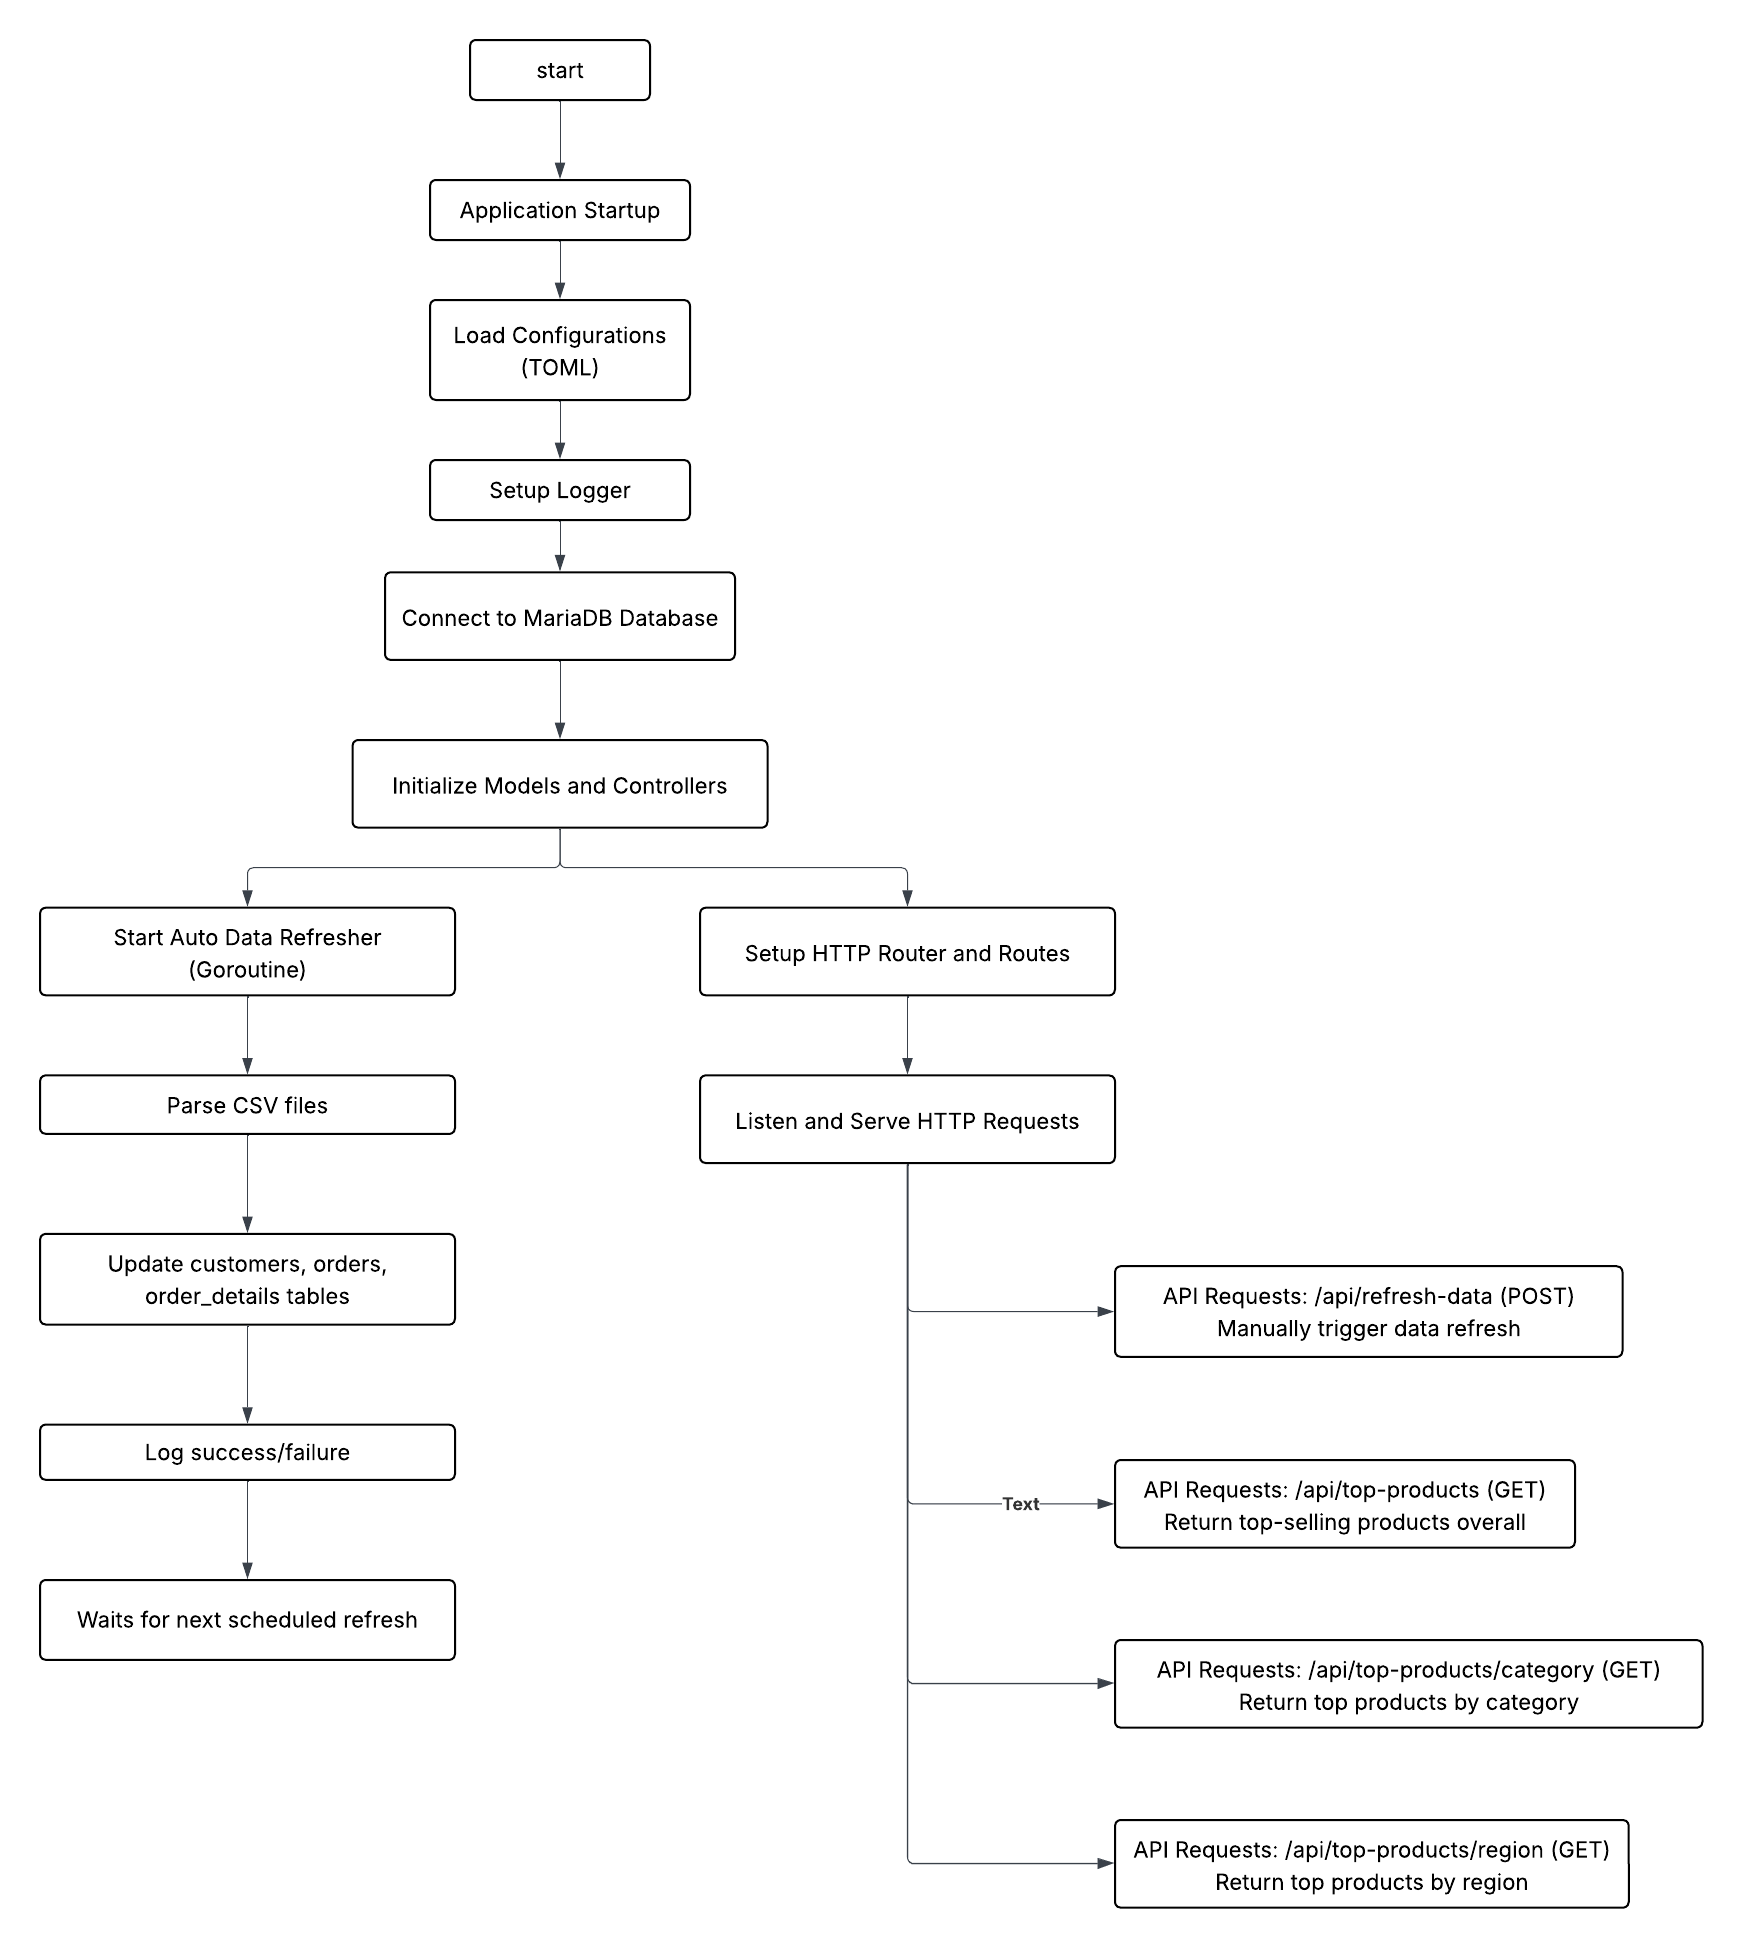 start
Application Startup
Load Configurations
(TOML)
Setup Logger
Connect to MariaDB Database
Initialize Models and Controllers
Start Auto Data Refresher
(Goroutine)
Parse CSV files
Update customers, orders,
order_details tables
Log success/failure
Waits for next scheduled refresh
Setup HTTP Router and Routes
Listen and Serve HTTP Requests
API Requests: /api/refresh-data (POST)
Manually trigger data refresh
Text
API Requests: /api/top-products (GET)
Return top-selling products overall
API Requests: /api/top-products/category (GET)
Return top products by category
API Requests: /api/top-products/region (GET)
Return top products by region